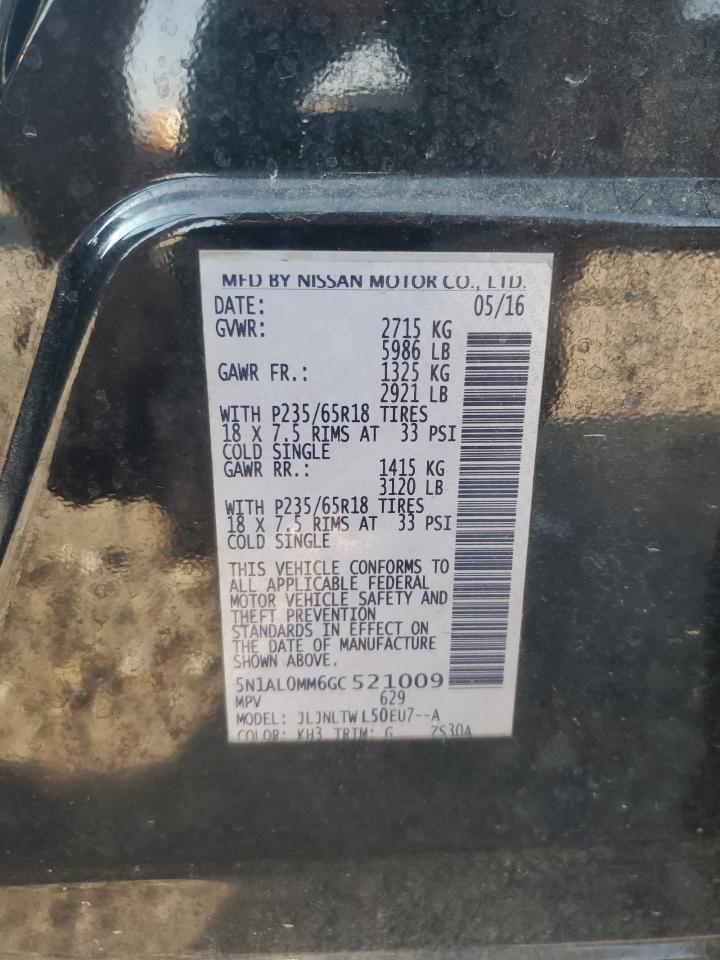 MFD BY NISSAN MOTOR CO., LTD.
DATE: 05/16
GVWR: 2715 KG
5986 LB
GAWR FR.: 1325 KG
2921 LB
WITH P235/65R18 TIRES
18 X 7.5 RIMS AT 33 PSI
COLD SINGLE
GAWR RR.: 1415 KG
3120 LB
WITH P235/65R18 TIRES
18 X 7.5 RIMS AT 33 PSI
COLD SINGLE
THIS VEHICLE CONFORMS TO
ALL APPLICABLE FEDERAL
MOTOR VEHICLE SAFETY AND
THEFT PREVENTION
STANDARDS IN EFFECT ON
THE DATE OF MANUFACTURE
SHOWN ABOVE.
5N1AL0MM6GC521009
MPV 629
MODEL: JLJNLTWL50EU7--A
COLOR: KH3 TRIM: G ZS30A